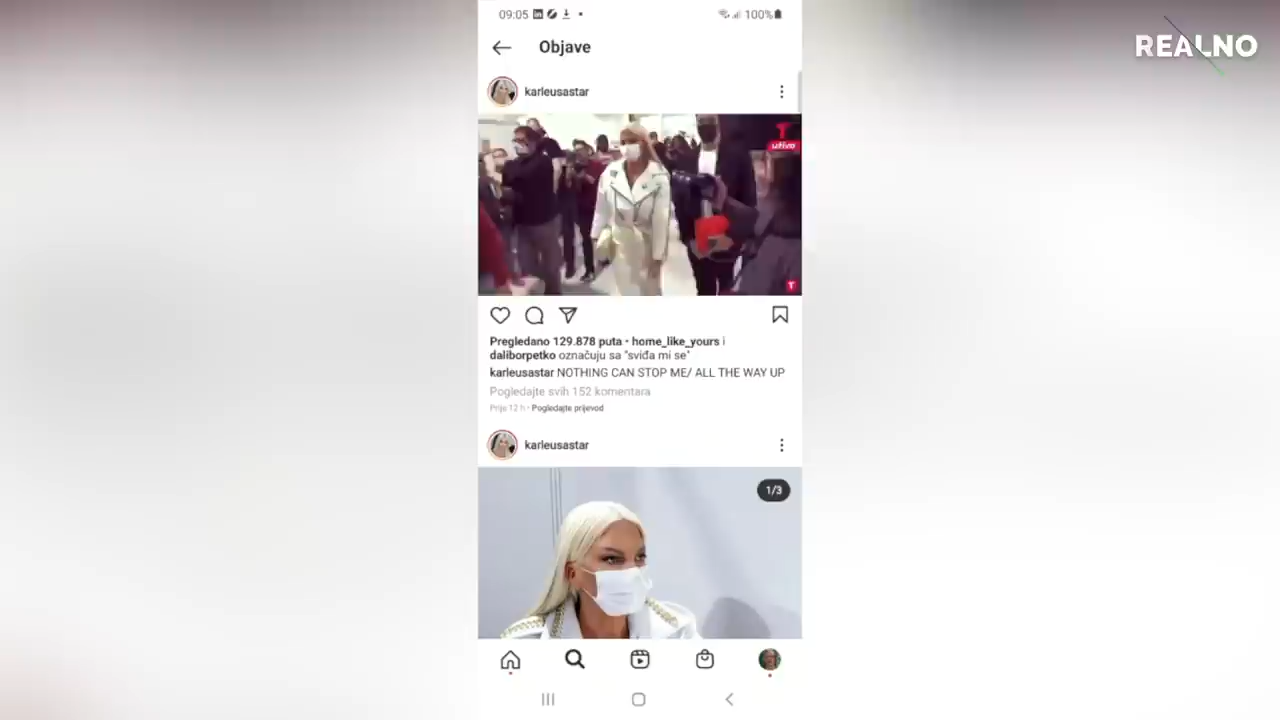 09:05
100%
REALNO
Objave
karleusastar
uživo
Pregledano 129.878 puta • home_like_yours i
daliborpetko označuju sa "sviđa mi se"
karleusastar NOTHING CAN STOP ME/ ALL THE WAY UP
Pogledajte svih 152 komentara
Prije 12 h • Pogledajte prijevod
karleusastar
1/3